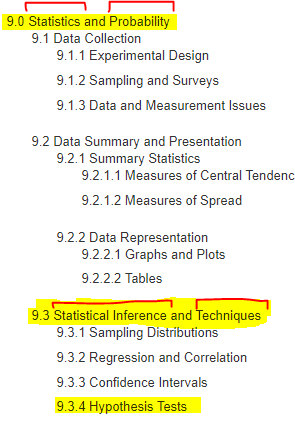 9.0 Statistics and Probability
9.1 Data Collection
9.1.1 Experimental Design
9.1.2 Sampling and Surveys
9.1.3 Data and Measurement Issues
9.2 Data Summary and Presentation
9.2.1 Summary Statistics
9.2.1.1 Measures of Central Tendenc
9.2.1.2 Measures of Spread
9.2.2 Data Representation
9.2.2.1 Graphs and Plots
9.2.2.2 Tables
9.3 Statistical Inference and Techniques
9.3.1 Sampling Distributions
9.3.2 Regression and Correlation
9.3.3 Confidence Intervals
9.3.4 Hypothesis Tests